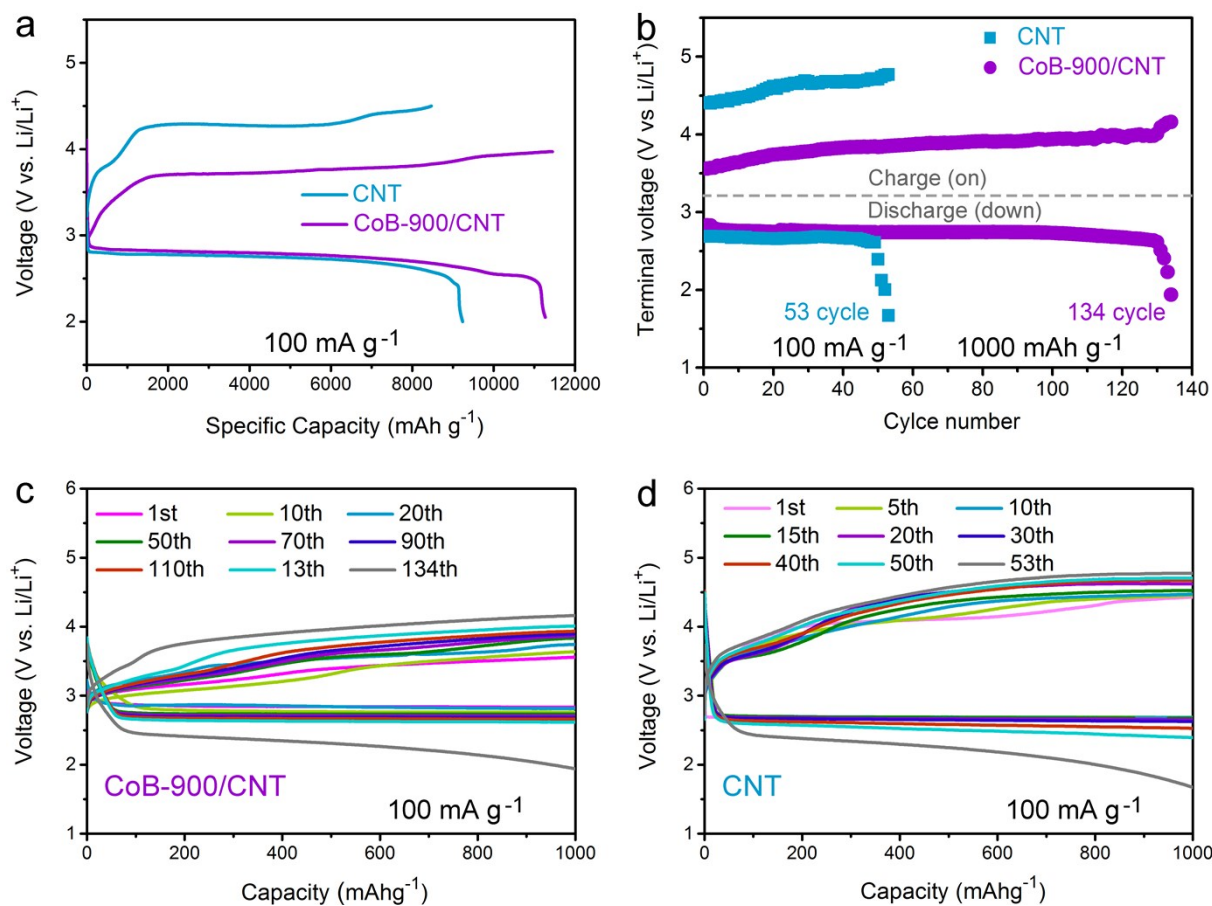 a
Voltage (V vs. Li/Li⁺)
5
4
3
2
CNT
CoB-900/CNT
100 mA g⁻¹
0 2000 4000 6000 8000 10000 12000
Specific Capacity (mAh g⁻¹)
b
Terminal voltage (V vs Li/Li⁺)
5
4
3
2
1
CNT
CoB-900/CNT
Charge (on)
Discharge (down)
53 cycle
134 cycle
100 mA g⁻¹
1000 mAh g⁻¹
0 20 40 60 80 100 120 140
Cylce number
c
Voltage (V vs. Li/Li⁺)
6
5
4
3
2
1
1st 10th 20th
50th 70th 90th
110th 13th 134th
CoB-900/CNT
100 mA g⁻¹
0 200 400 600 800 1000
Capacity (mAhg⁻¹)
d
Voltage (V vs. Li/Li⁺)
6
5
4
3
2
1
1st 5th 10th
15th 20th 30th
40th 50th 53th
CNT
100 mA g⁻¹
0 200 400 600 800 1000
Capacity (mAhg⁻¹)